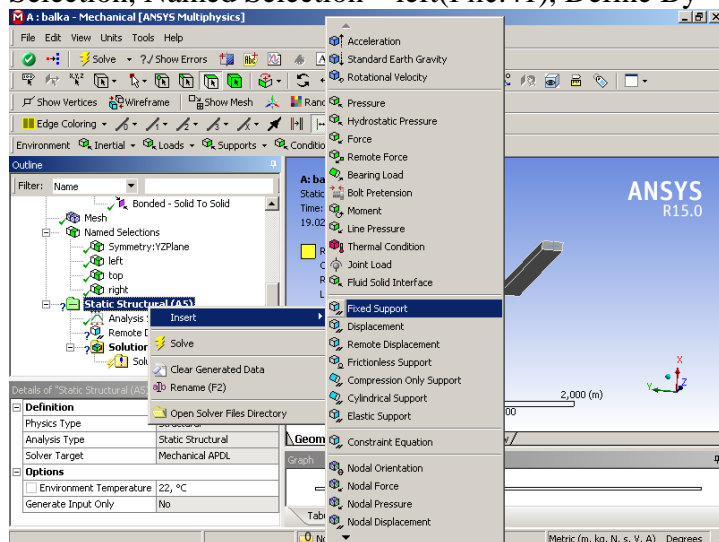 Selection, Named Selection – left(Рис.41), Define By –
A : balka - Mechanical [ANSYS Multiphysics]
File Edit View Units Tools Help
Solve ?/ Show Errors
Show Vertices Wireframe Show Mesh
Edge Coloring
Environment Inertial Loads Supports
Outline
Filter: Name
Bonded - Solid To Solid
Mesh
Named Selections
Symmetry:YZPlane
left
top
right
Static Structural (A5)
Analysis
Remote
Solution
Insert
Solve
Clear Generated Data
Rename (F2)
Open Solver Files Directory
Acceleration
Standard Earth Gravity
Rotational Velocity
Pressure
Hydrostatic Pressure
Force
Remote Force
Bearing Load
Bolt Pretension
Moment
Line Pressure
Thermal Condition
Joint Load
Fluid Solid Interface
Fixed Support
Displacement
Remote Displacement
Frictionless Support
Compression Only Support
Cylindrical Support
Elastic Support
Constraint Equation
Nodal Orientation
Nodal Force
Nodal Pressure
Nodal Displacement
A: ba
Static
Time:
19.02
ANSYS
R15.0
X
Y
Z
2,000 (m)
00
Details of "Static Structural (A5
Definition
Physics Type Structural
Analysis Type Static Structural
Solver Target Mechanical APDL
Options
Environment Temperature 22, °C
Generate Input Only No
Geom
Graph
Tabu
Metric (m, kg, N, s, V, A) Degrees